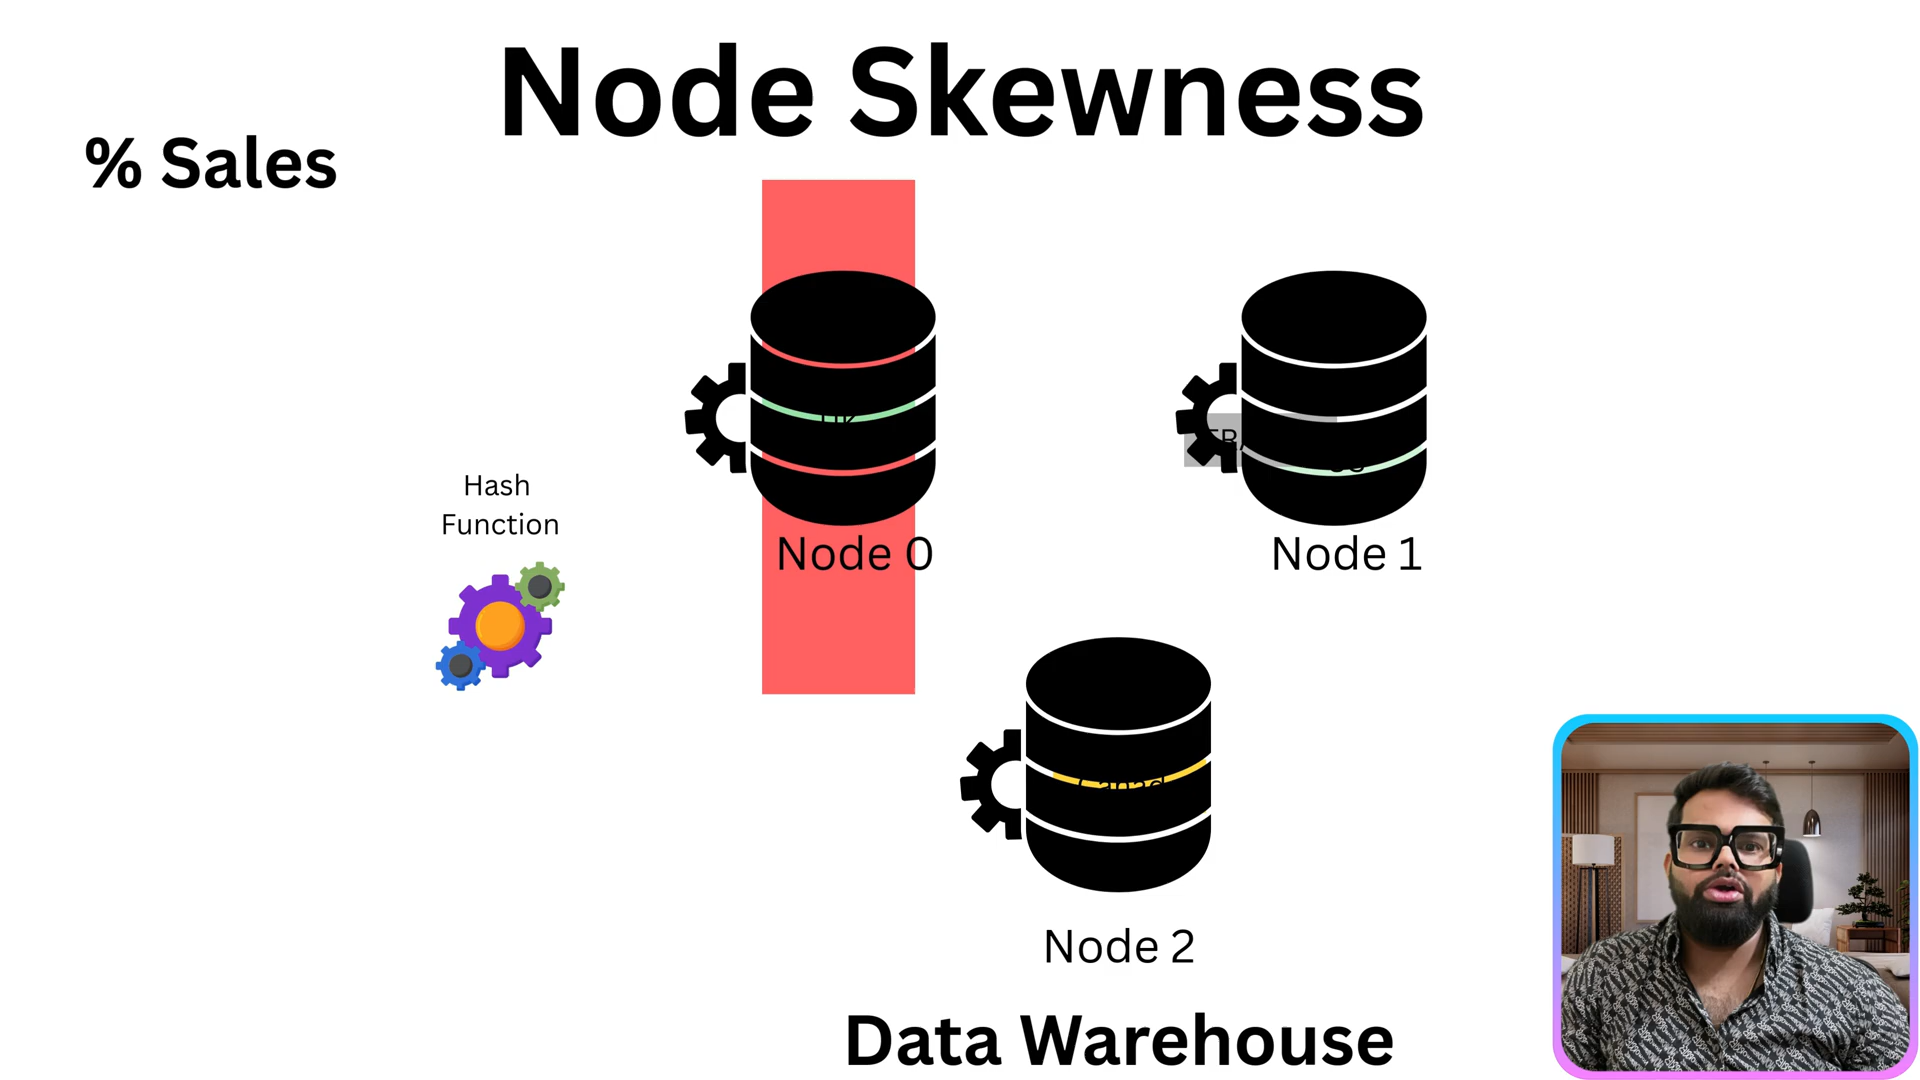 Node Skewness
% Sales
Hash
Function
Node 0
Node 1
Node 2
Data Warehouse